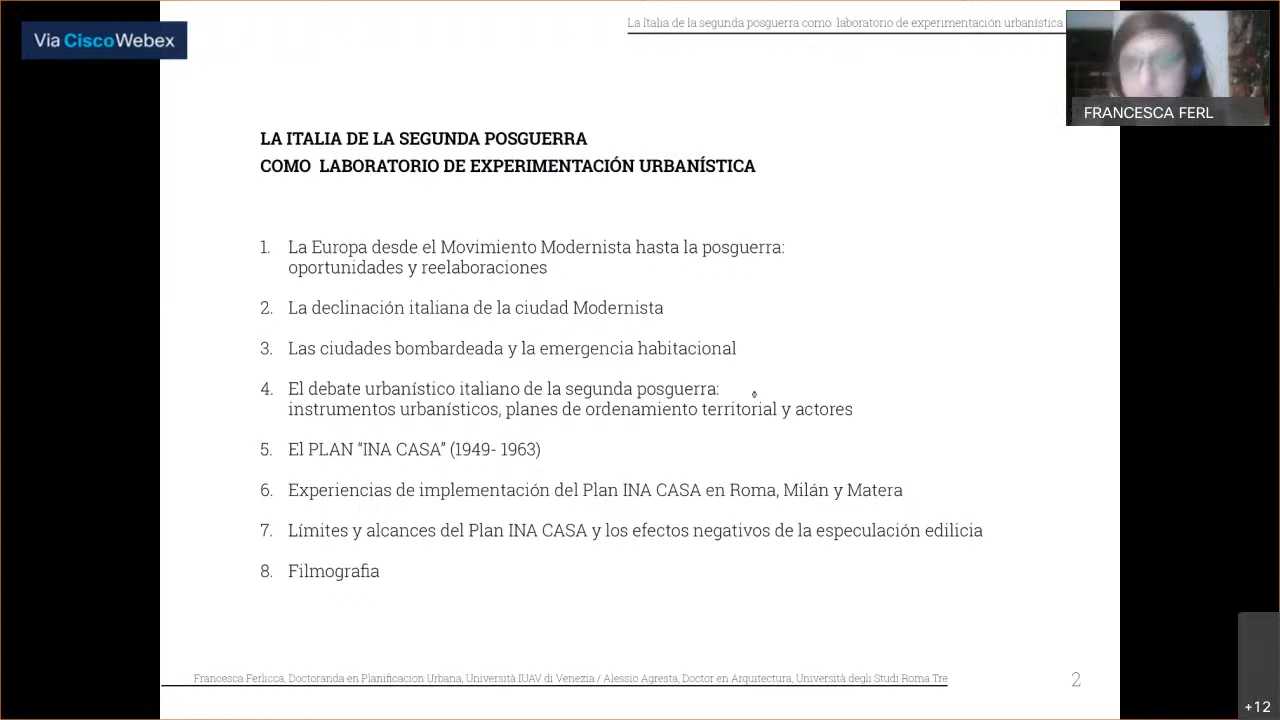 La Italia de la segunda posguerra como laboratorio de experimentación urbanística
Via Cisco Webex
FRANCESCA FERL
LA ITALIA DE LA SEGUNDA POSGUERRA
COMO LABORATORIO DE EXPERIMENTACIÓN URBANÍSTICA
1. La Europa desde el Movimiento Modernista hasta la posguerra:
oportunidades y reelaboraciones
2. La declinación italiana de la ciudad Modernista
3. Las ciudades bombardeada y la emergencia habitacional
4. El debate urbanístico italiano de la segunda posguerra:
instrumentos urbanísticos, planes de ordenamiento territorial y actores
5. El PLAN “INA CASA” (1949- 1963)
6. Experiencias de implementación del Plan INA CASA en Roma, Milán y Matera
7. Límites y alcances del Plan INA CASA y los efectos negativos de la especulación edilicia
8. Filmografia
Francesca Ferlicca, Doctoranda en Planificacion Urbana, Università IUAV di Venezia / Alessio Agresta, Doctor en Arquitectura, Università degli Studi Roma Tre
2
+12